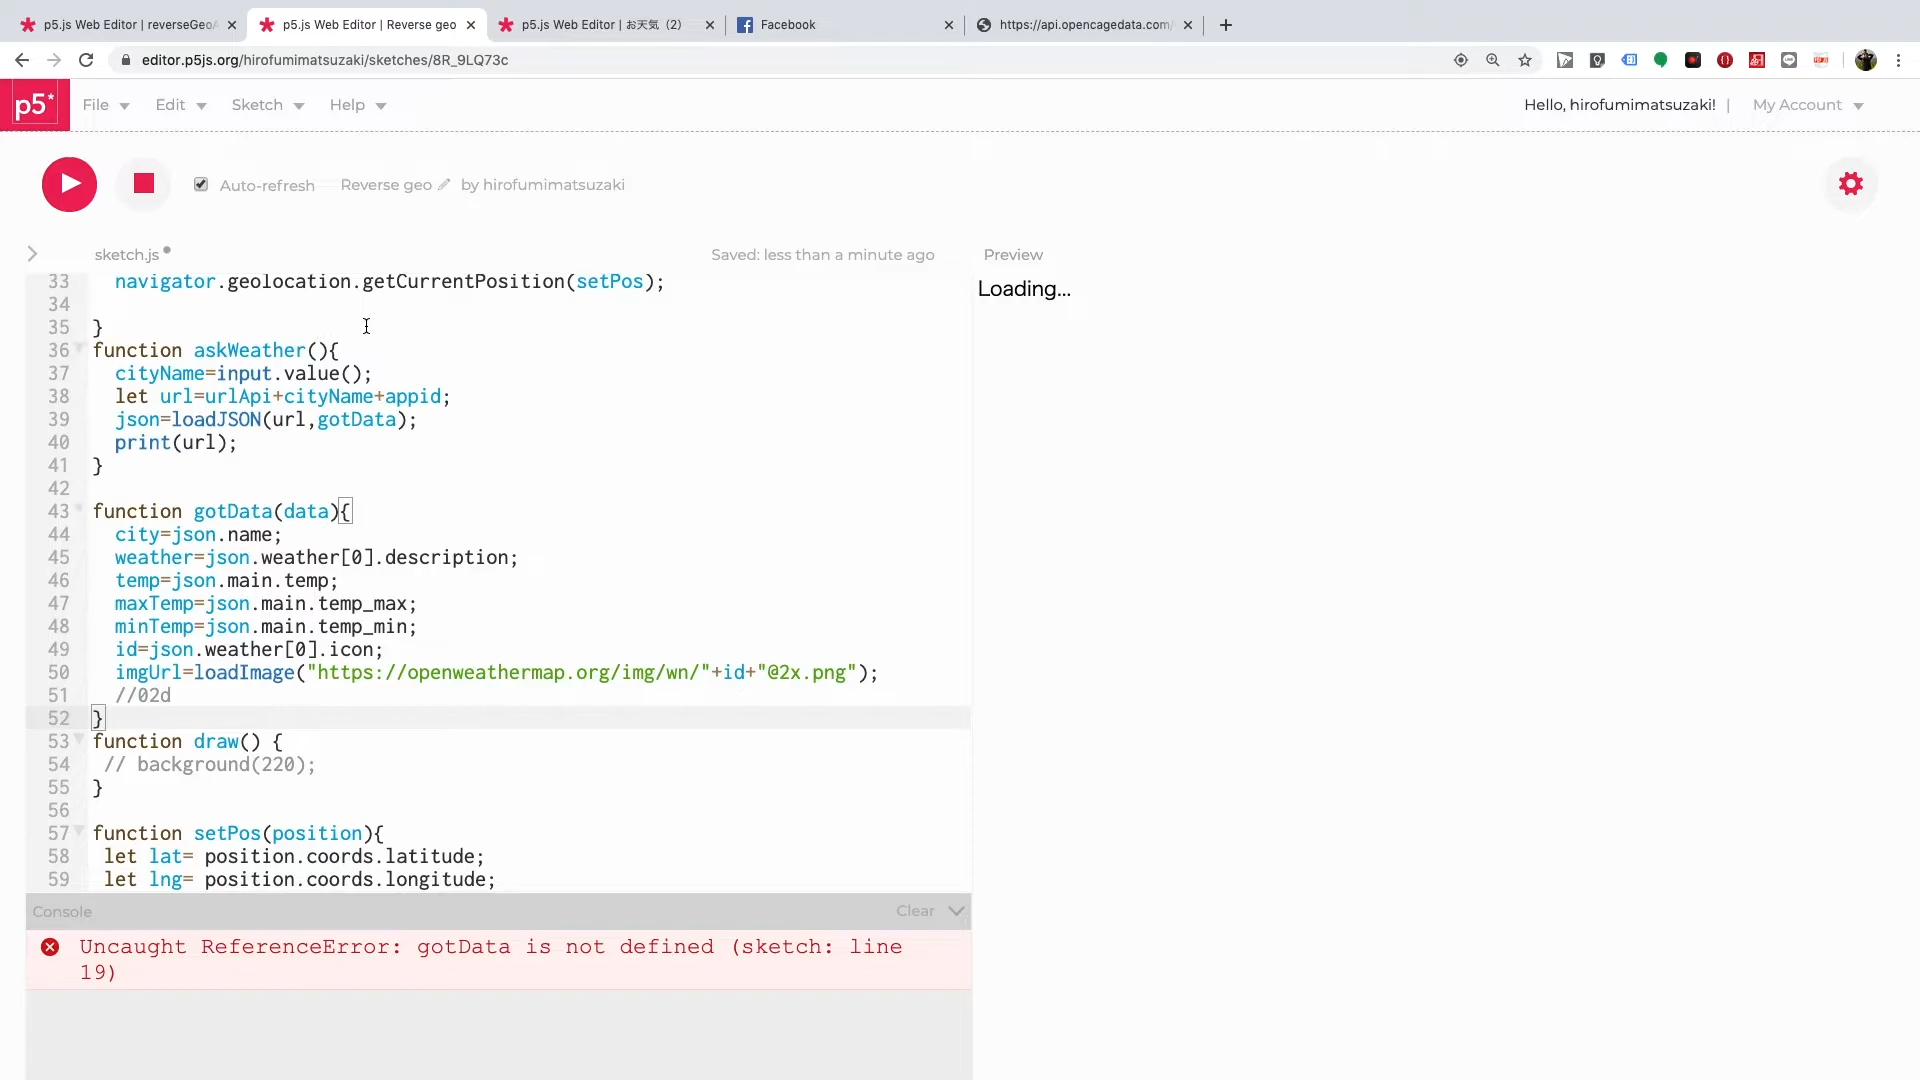 p5.js Web Editor | reverseGeoA
p5.js Web Editor | Reverse geo
p5.js Web Editor | お天気（2）
Facebook
https://api.opencagedata.com/
editor.p5js.org/hirofumimatsuzaki/sketches/8R_9LQ73c
p5*
File
Edit
Sketch
Help
Hello, hirofumimatsuzaki! |
My Account
Auto-refresh
Reverse geo
by hirofumimatsuzaki
sketch.js
Saved: less than a minute ago
Preview
Loading...
33 navigator.geolocation.getCurrentPosition(setPos);
34
35 }
36 function askWeather(){
37 cityName=input.value();
38 let url=urlApi+cityName+appid;
39 json=loadJSON(url,gotData);
40 print(url);
41 }
42
43 function gotData(data){
44 city=json.name;
45 weather=json.weather[0].description;
46 temp=json.main.temp;
47 maxTemp=json.main.temp_max;
48 minTemp=json.main.temp_min;
49 id=json.weather[0].icon;
50 imgUrl=loadImage("https://openweathermap.org/img/wn/"+id+"@2x.png");
51 //02d
52 }
53 function draw() {
54 // background(220);
55 }
56
57 function setPos(position){
58 let lat= position.coords.latitude;
59 let lng= position.coords.longitude;
Console
Clear
Uncaught ReferenceError: gotData is not defined (sketch: line
19)